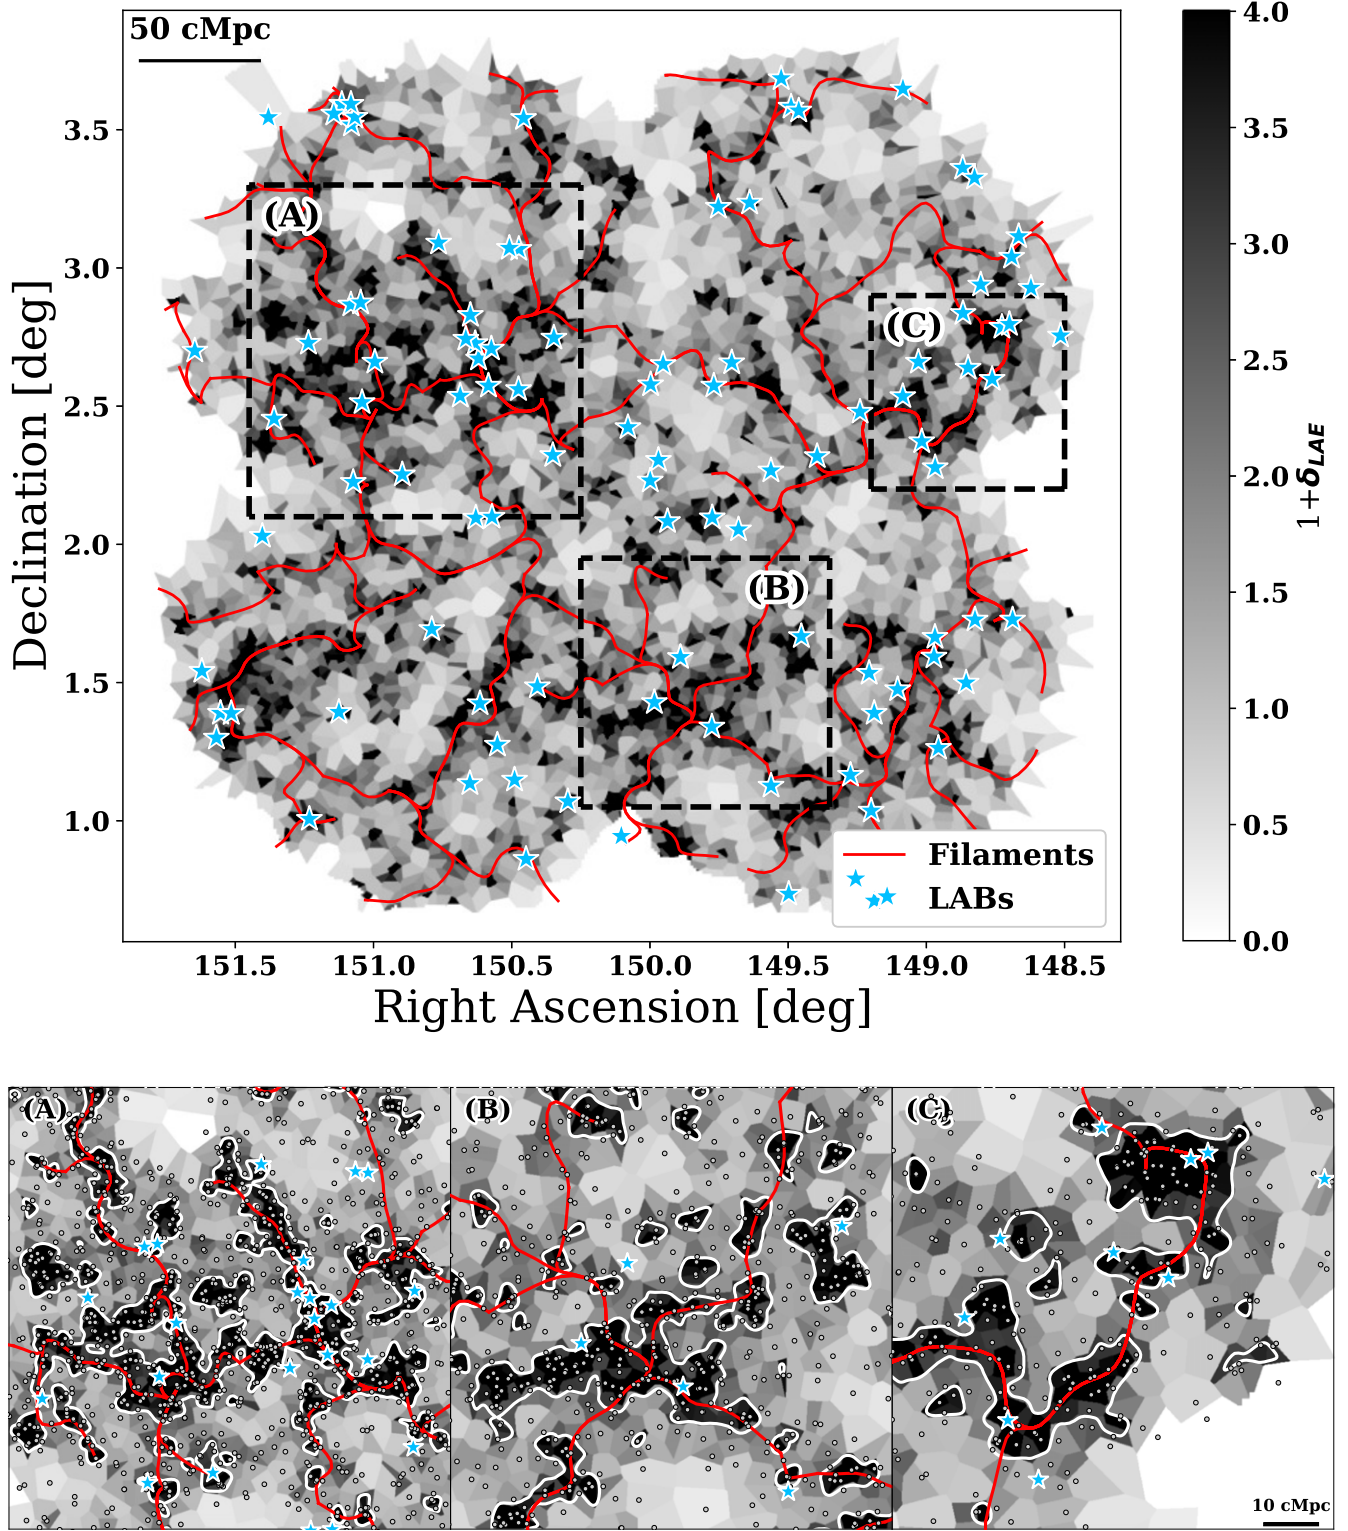 50 cMpc
4.0
3.5
3.0
2.5
2.0
1.5
1.0
0.5
0.0
1+δLAE
Declination [deg]
3.5
3.0
2.5
2.0
1.5
1.0
(A)
(C)
(B)
Filaments
LABs
151.5 151.0 150.5 150.0 149.5 149.0 148.5
Right Ascension [deg]
(A)
(B)
(C)
10 cMpc